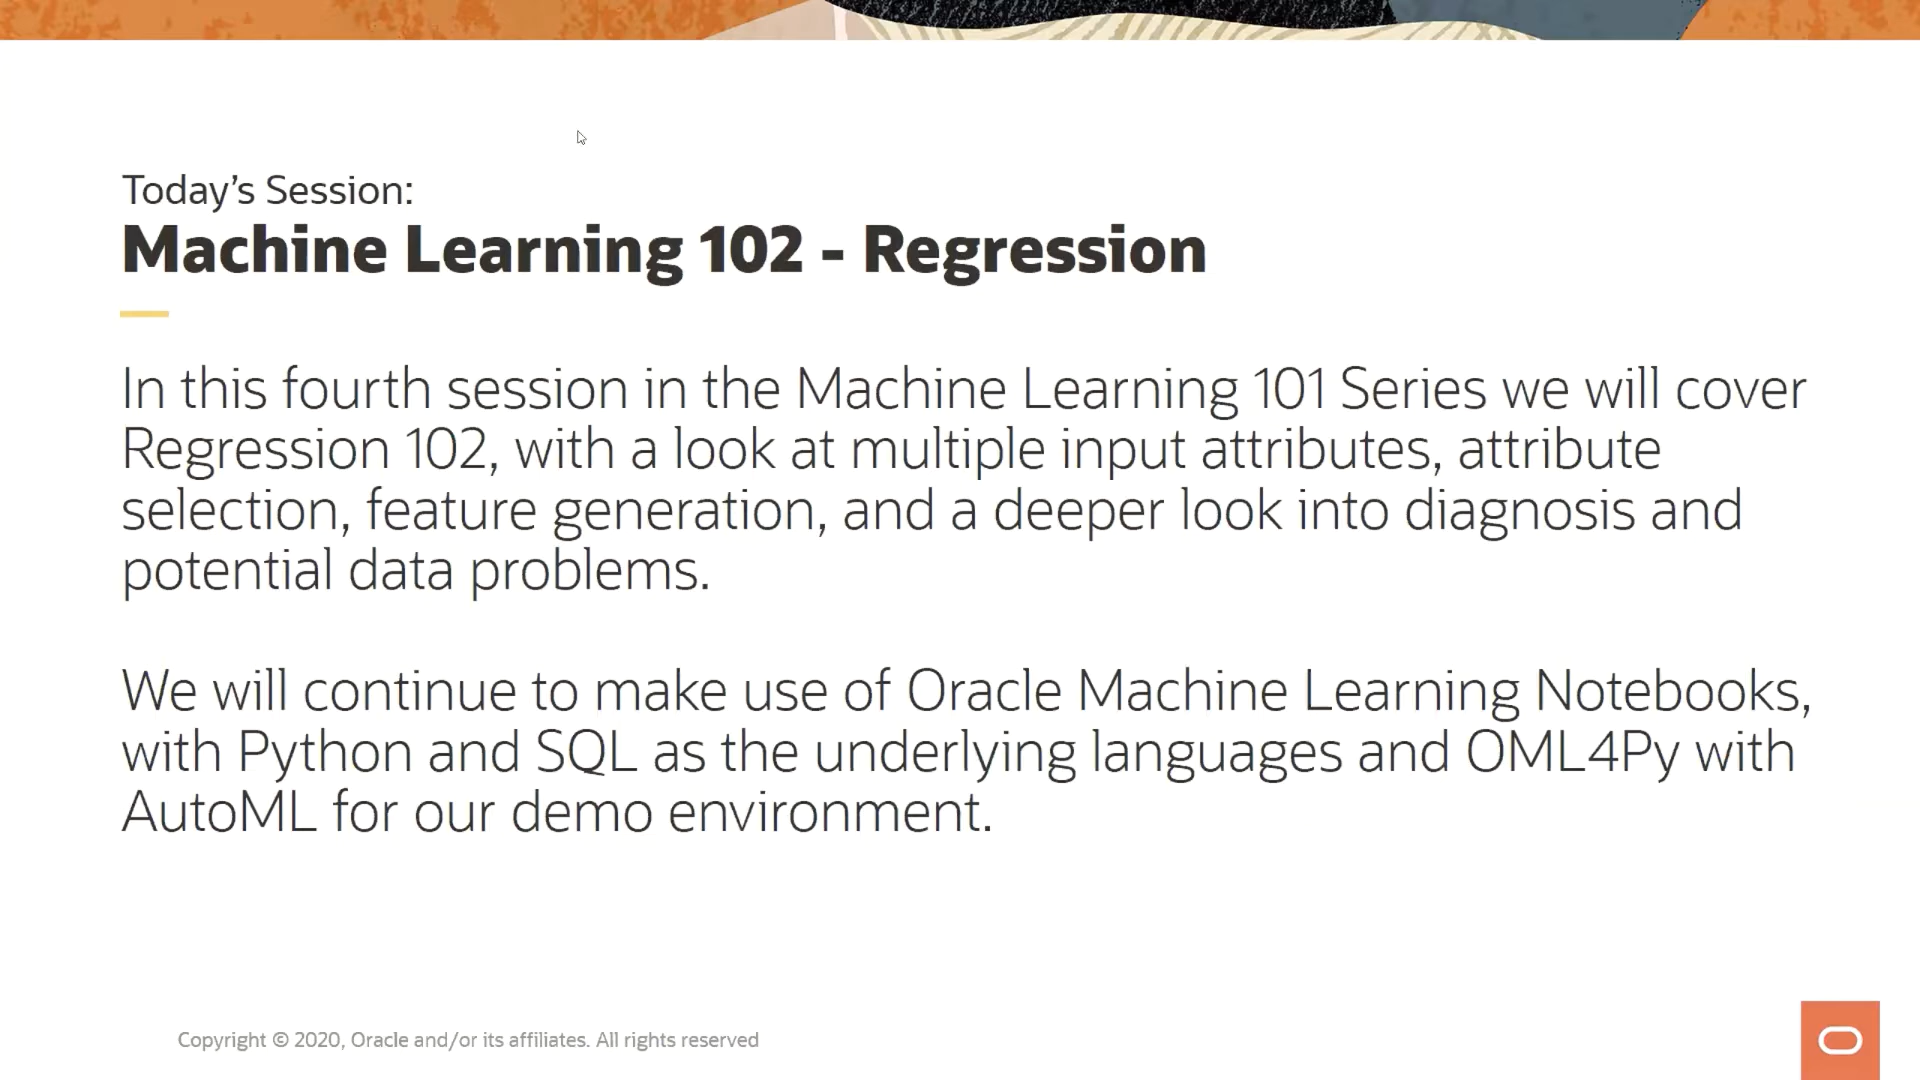 Today's Session:
Machine Learning 102 - Regression
In this fourth session in the Machine Learning 101 Series we will cover
Regression 102, with a look at multiple input attributes, attribute
selection, feature generation, and a deeper look into diagnosis and
potential data problems.
We will continue to make use of Oracle Machine Learning Notebooks,
with Python and SQL as the underlying languages and OML4Py with
AutoML for our demo environment.
Copyright © 2020, Oracle and/or its affiliates. All rights reserved